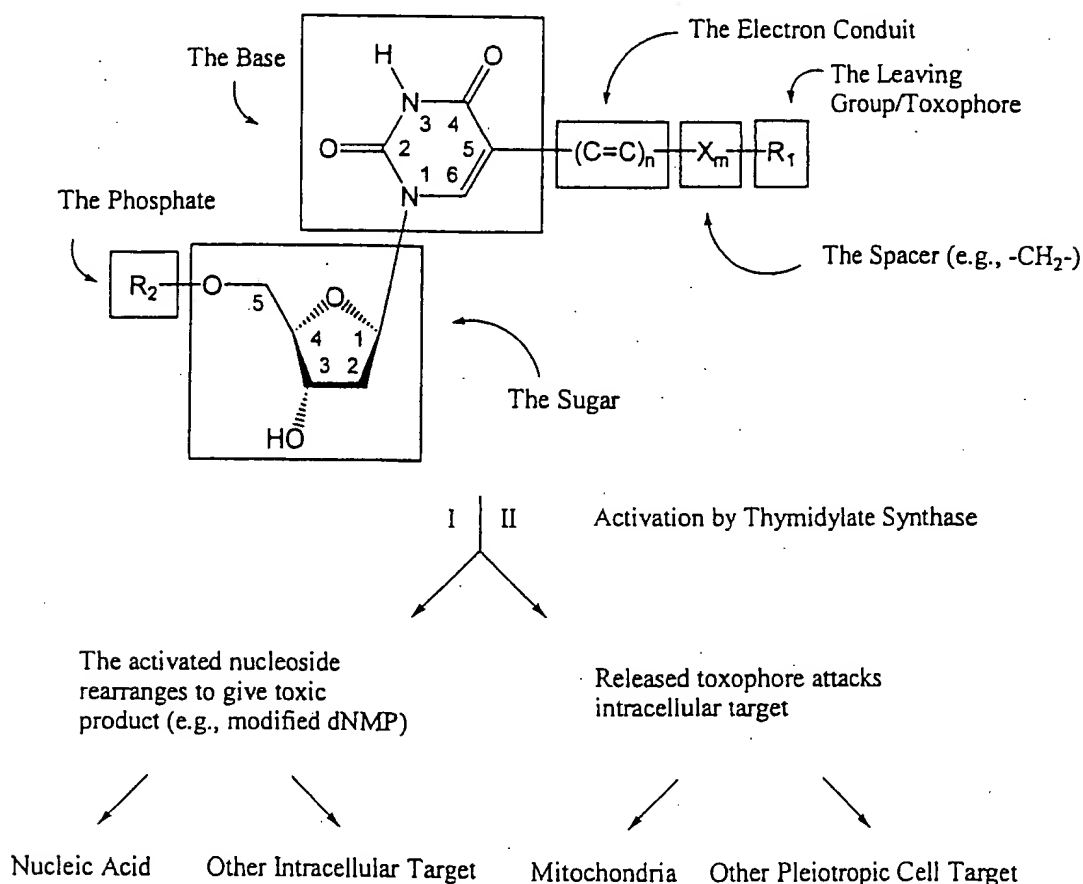 The Electron Conduit
The Base
The Leaving
Group/Toxophore
H
O
N
3
4
O
2
5
(C=C)n
Xm
R1
1
6
N
The Phosphate
The Spacer (e.g., -CH2-)
R2
O
5
O
4
1
3
2
The Sugar
HO
I
II
Activation by Thymidylate Synthase
The activated nucleoside
rearranges to give toxic
product (e.g., modified dNMP)
Released toxophore attacks
intracellular target
Nucleic Acid
Other Intracellular Target
Mitochondria
Other Pleiotropic Cell Target